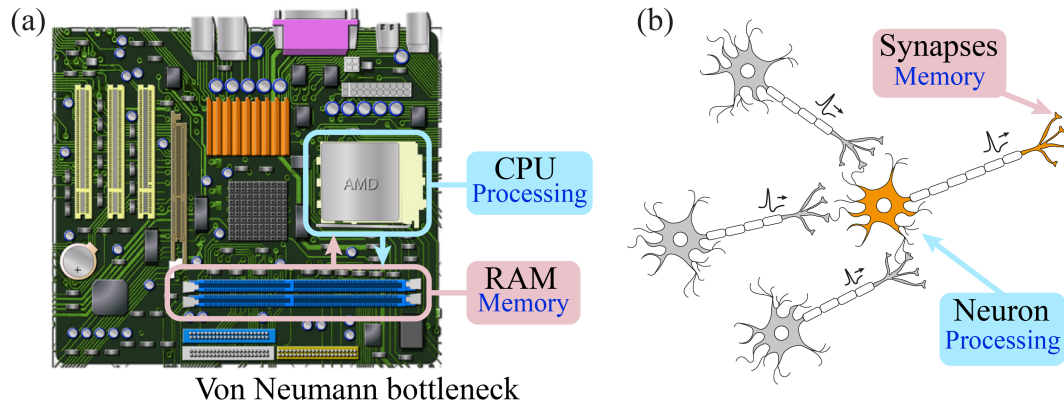 (a)
AMD
CPU
Processing
RAM
Memory
+
Von Neumann bottleneck
(b)
Synapses
Memory
Neuron
Processing